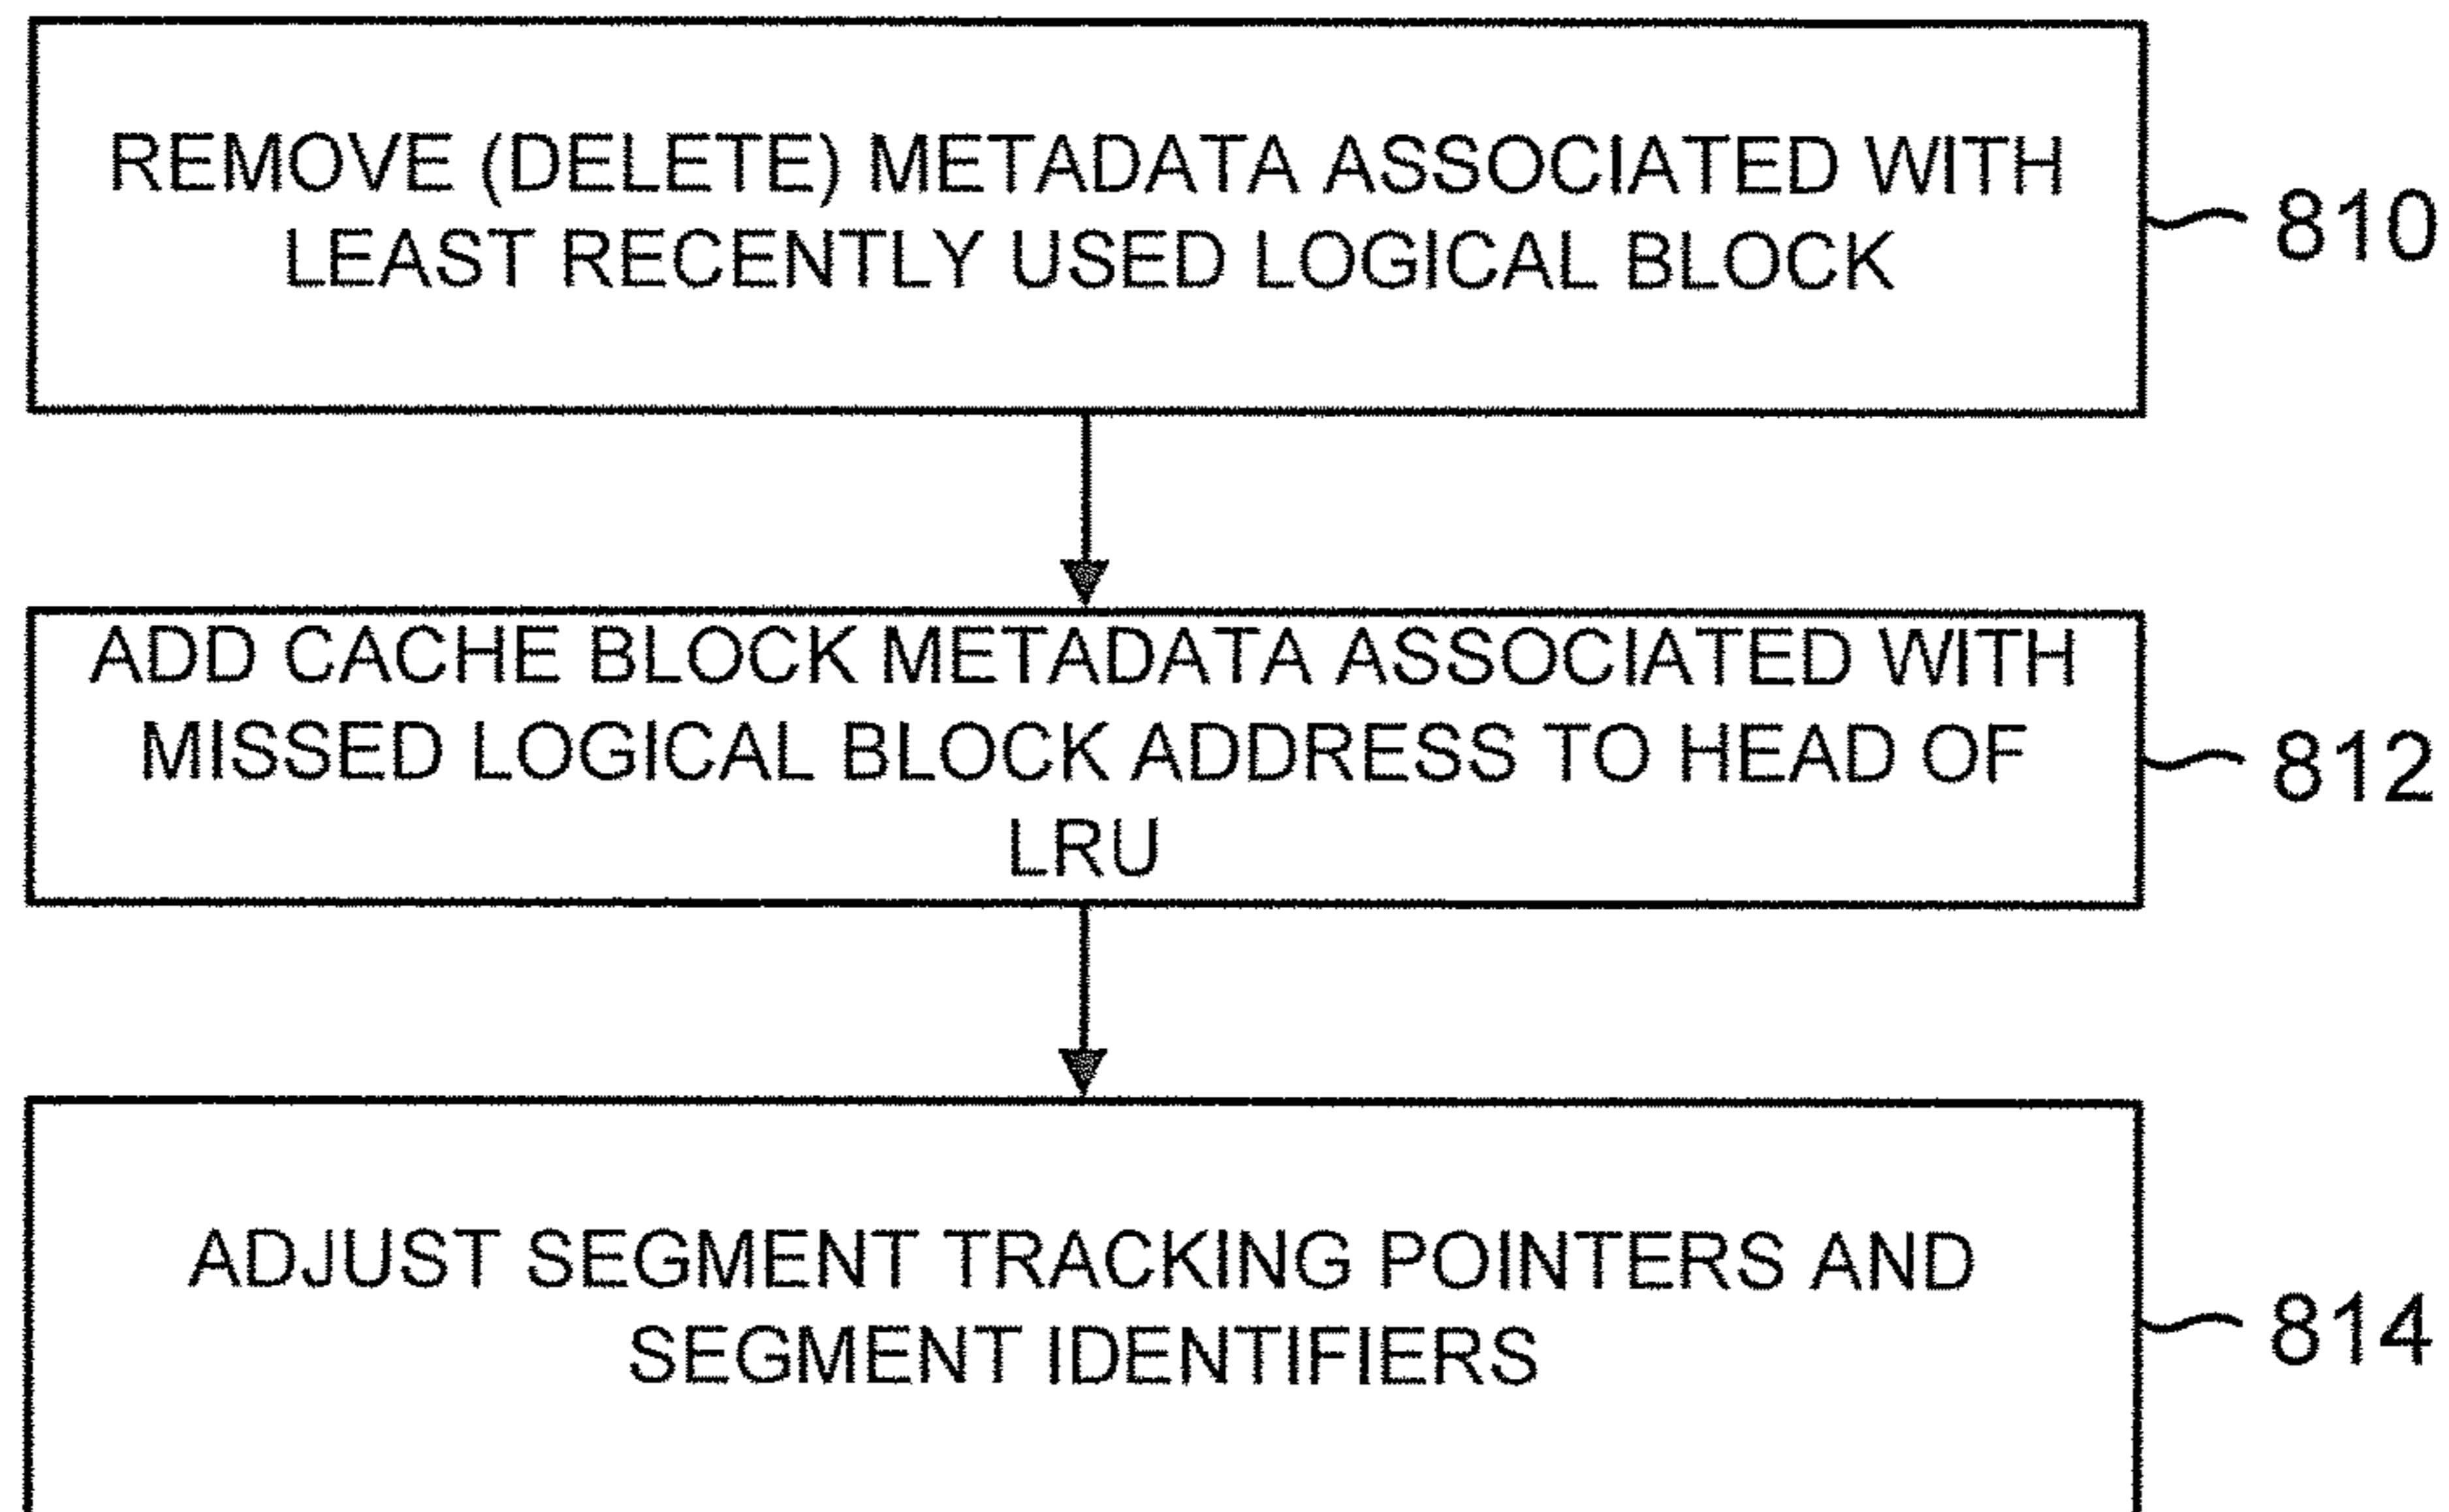 REMOVE (DELETE) METADATA ASSOCIATED WITH
LEAST RECENTLY USED LOGICAL BLOCK
810
ADD CACHE BLOCK METADATA ASSOCIATED WITH
MISSED LOGICAL BLOCK ADDRESS TO HEAD OF
LRU
812
ADJUST SEGMENT TRACKING POINTERS AND
SEGMENT IDENTIFIERS
814